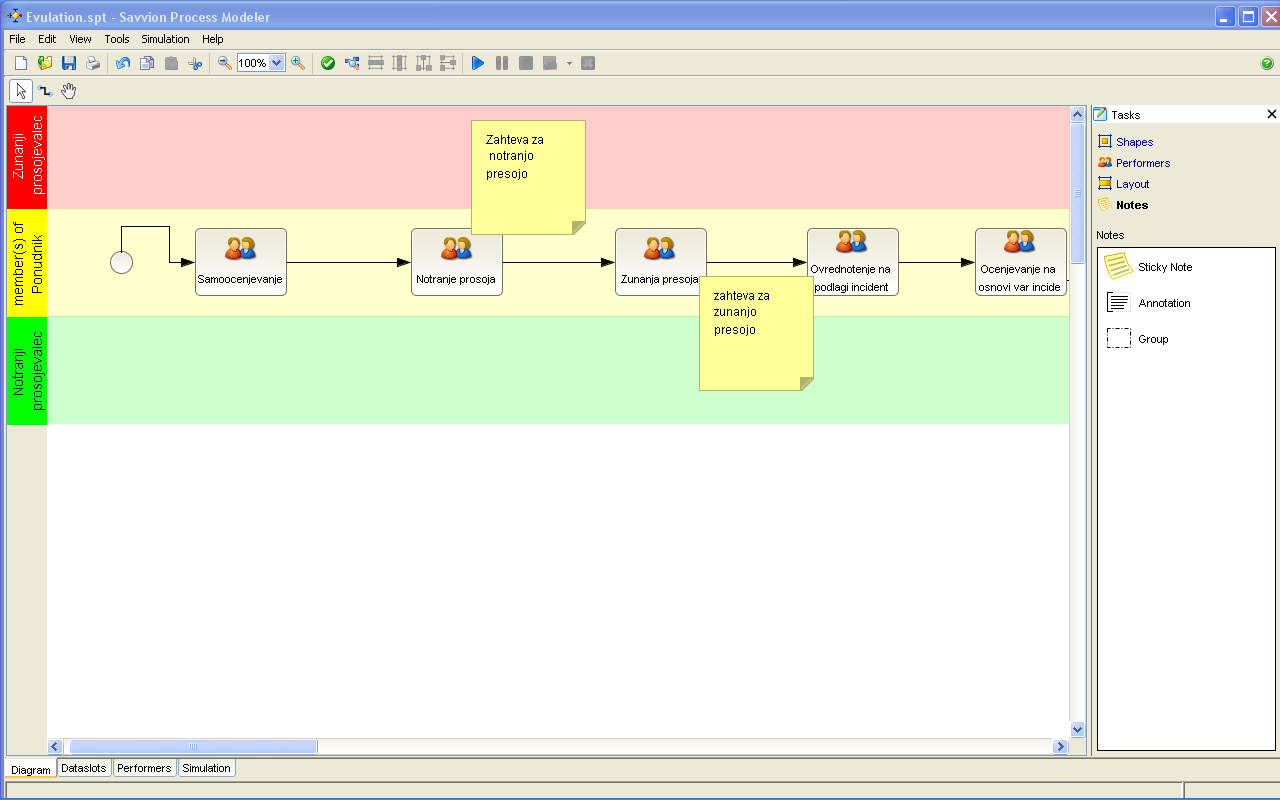 Evulation.spt - Savvion Process Modeler
File Edit View Tools Simulation Help
100%
Zunanji
prosojevalec
member(s) of
Ponudnik
Notranji
prosojevalec
Zahteva za
notranjo
presojo
Samoocenjevanje
Notranje prosoja
Zunanja presoja
Ovrednotenje na
podlagi incident
Ocenjevanje na
osnovi var incide
zahteva za
zunanjo
presojo
Tasks
Shapes
Performers
Layout
Notes
Notes
Sticky Note
Annotation
Group
Diagram Dataslots Performers Simulation